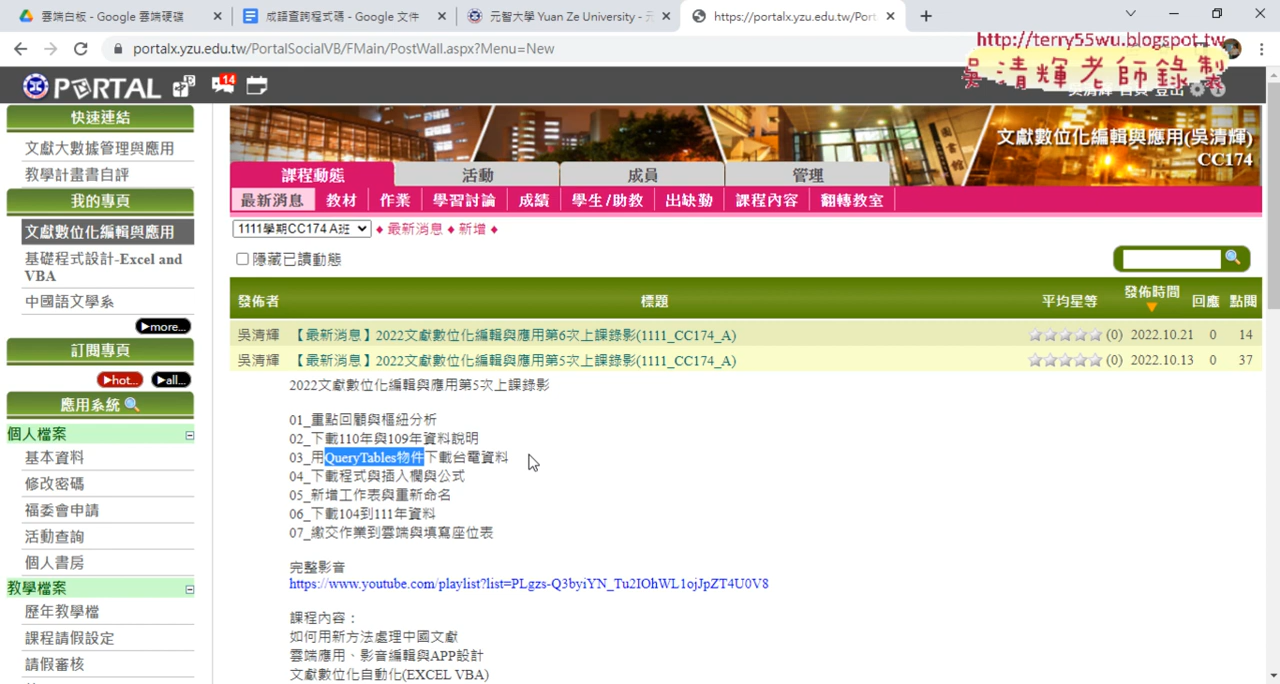 雲端白板 - Google 雲端硬碟
成語查詢程式碼 - Google 文件
元智大學 Yuan Ze University - 元
https://portalx.yzu.edu.tw/Port
portalx.yzu.edu.tw/PortalSocialVB/FMain/PostWall.aspx?Menu=New
http://terry55wu.blogspot.tw
吳清輝老師錄製
PORTAL
14
快速連結
文獻大數據管理與應用
教學計畫書自評
我的專頁
文獻數位化編輯與應用
基礎程式設計-Excel and
VBA
中國語文學系
▶more...
訂閱專頁
▶hot...
▶all...
應用系統
個人檔案
基本資料
修改密碼
福委會申請
活動查詢
個人書房
教學檔案
歷年教學檔
課程請假設定
請假審核
文獻數位化編輯與應用(吳清輝)
CC174
課程動態 活動 成員 管理
最新消息 教材 作業 學習討論 成績 學生/助教 出缺勤 課程內容 翻轉教室
1111學期CC174 A班 ♦ 最新消息 ♦ 新增 ♦
隱藏已讀動態
發佈者 標題 平均星等 發佈時間 回應 點閱
吳清輝 【最新消息】2022文獻數位化編輯與應用第6次上課錄影(1111_CC174_A) (0) 2022.10.21 0 14
吳清輝 【最新消息】2022文獻數位化編輯與應用第5次上課錄影(1111_CC174_A) (0) 2022.10.13 0 37
2022文獻數位化編輯與應用第5次上課錄影
01_重點回顧與樞紐分析
02_下載110年與109年資料說明
03_用QueryTables物件下載台電資料
04_下載程式與插入欄與公式
05_新增工作表與重新命名
06_下載104到111年資料
07_繳交作業到雲端與填寫座位表
完整影音
https://www.youtube.com/playlist?list=PLgzs-Q3byiYN_Tu2IOhWL1ojJpZT4U0V8
課程內容：
如何用新方法處理中國文獻
雲端應用、影音編輯與APP設計
文獻數位化自動化(EXCEL VBA)